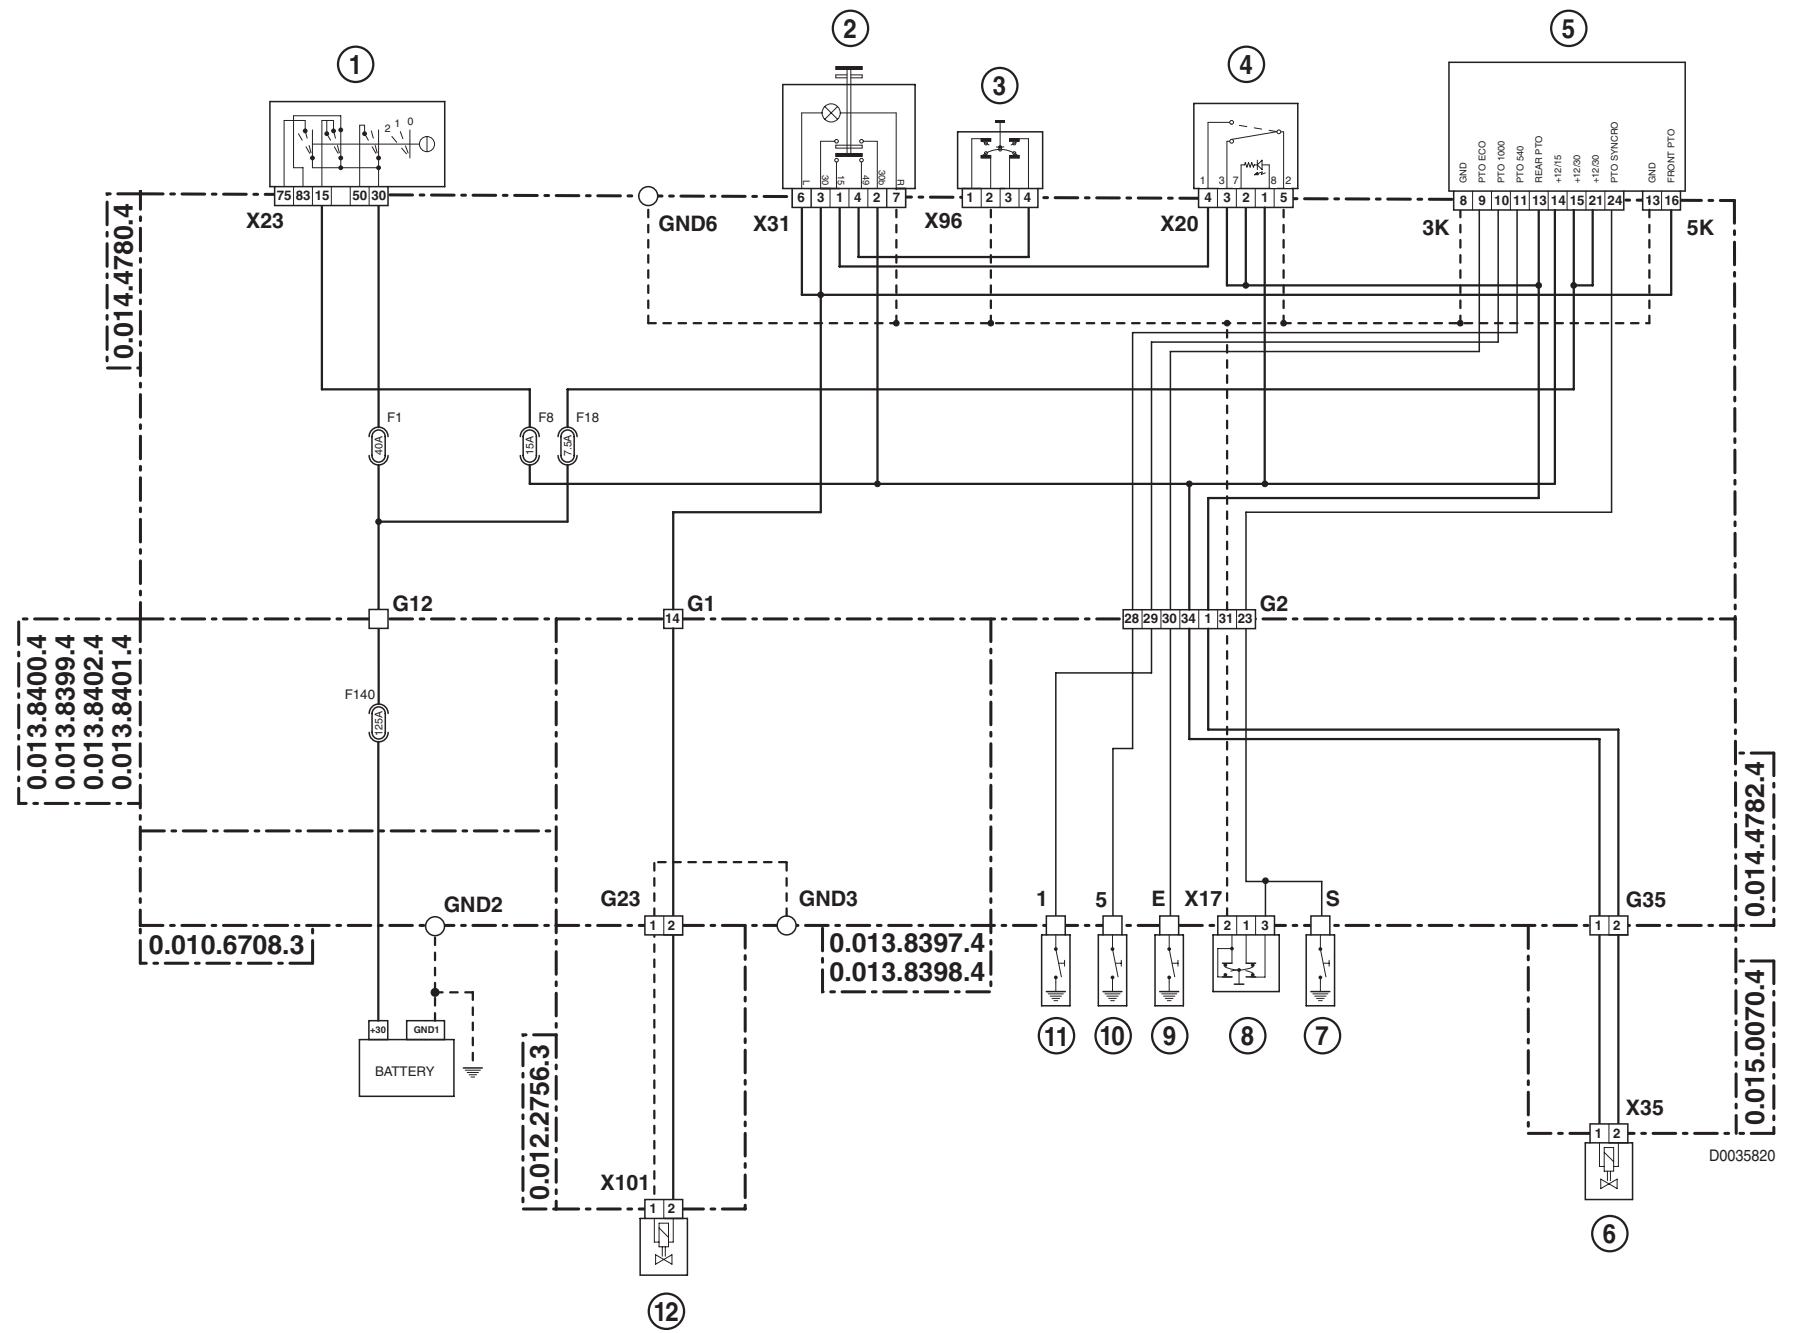 1
2
3
4
5
2 1 0
L 30 15 49 30b R
1 3 7 8 2
GND
PTO ECO
PTO 1000
PTO 540
REAR PTO
+12/15
+12/30
+12/30
PTO SYNCRO
GND
FRONT PTO
75 83 15 50 30
6 3 1 4 2 7
1 2 3 4
4 3 2 1 5
8 9 10 11 13 14 15 21 24
13 16
X23
GND6
X31
X96
X20
3K
5K
0.014.4780.4
F1
F8
F18
40A
15A
7.5A
G12
G1
G2
14
28 29 30 34 1 31 23
0.013.8400.4
0.013.8399.4
0.013.8402.4
0.013.8401.4
F140
125A
0.014.4782.4
GND2
G23
GND3
1
5
E
X17
S
G35
1 2
2 1 3
1 2
0.010.6708.3
0.013.8397.4
0.013.8398.4
+30
GND1
BATTERY
11
10
9
8
7
0.012.2756.3
0.015.0070.4
X35
1 2
D0035820
X101
1 2
6
12